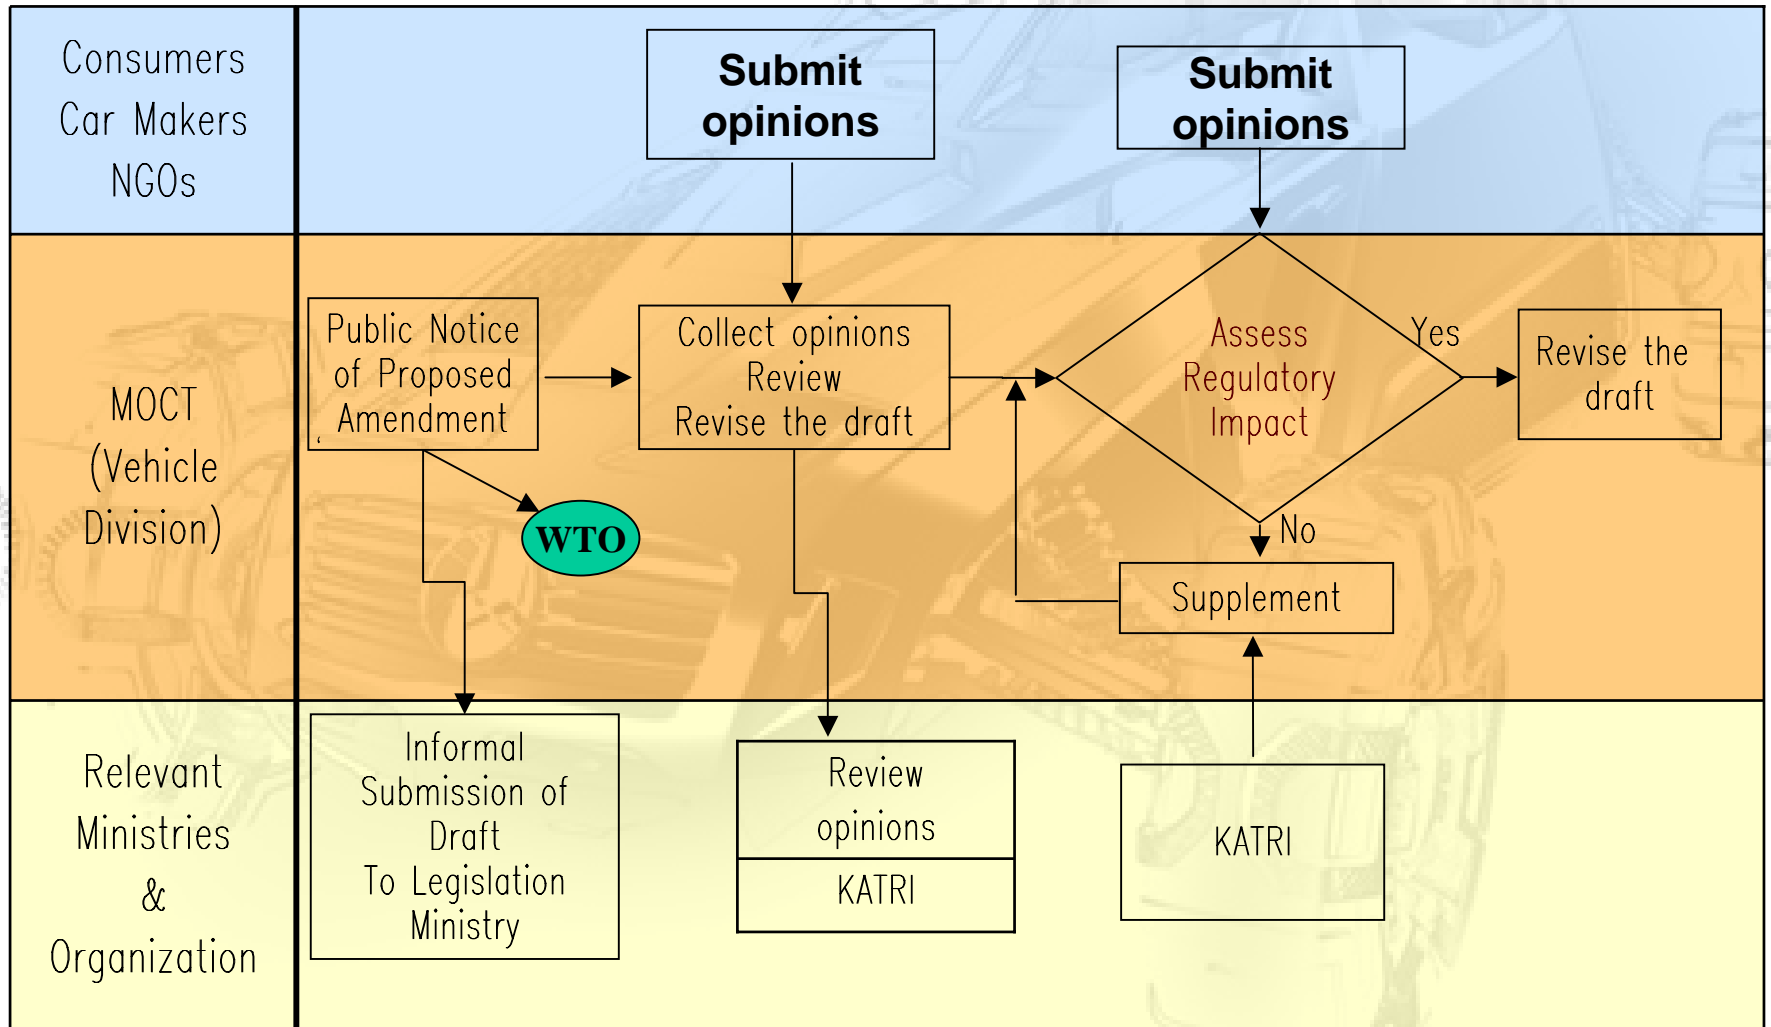 Consumers
Car Makers
NGOs
Submit
opinions
Submit
opinions
MOCT
(Vehicle
Division)
Public Notice
of Proposed
Amendment
WTO
Collect opinions
Review
Revise the draft
Assess
Regulatory
Impact
Yes
No
Revise the
draft
Supplement
Relevant
Ministries
&
Organization
Informal
Submission of
Draft
To Legislation
Ministry
Review
opinions
KATRI
KATRI